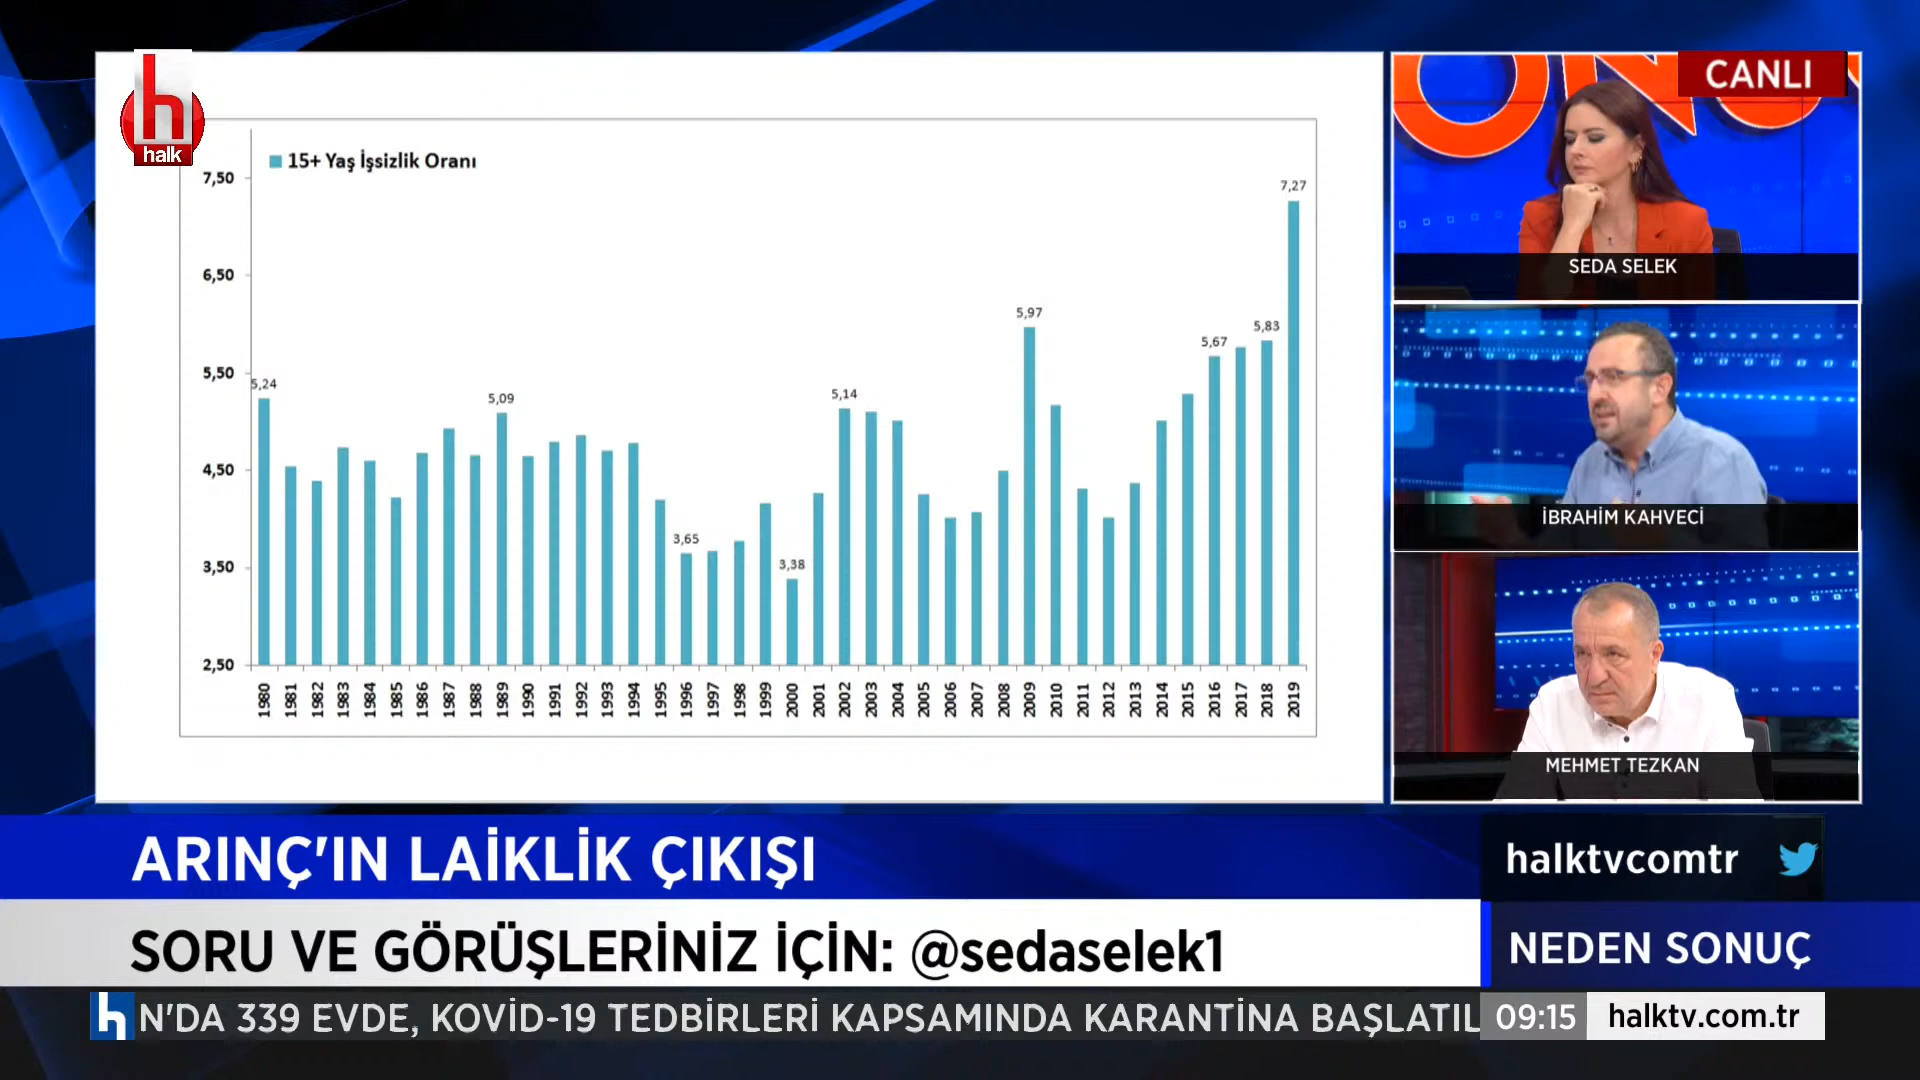 halk
15+ Yaş İşsizlik Oranı
7,50
6,50
5,50
4,50
3,50
2,50
5,24
5,09
3,65
3,38
5,14
5,97
5,67
5,83
7,27
1980 1981 1982 1983 1984 1985 1986 1987 1988 1989 1990 1991 1992 1993 1994 1995 1996 1997 1998 1999 2000 2001 2002 2003 2004 2005 2006 2007 2008 2009 2010 2011 2012 2013 2014 2015 2016 2017 2018 2019
CANLI
SEDA SELEK
İBRAHİM KAHVECİ
MEHMET TEZKAN
ARINÇ'IN LAİKLİK ÇIKIŞI
halktvcomtr
SORU VE GÖRÜŞLERİNİZ İÇİN: @sedaselek1
NEDEN SONUÇ
N'DA 339 EVDE, KOVİD-19 TEDBİRLERİ KAPSAMINDA KARANTİNA BAŞLATIL
09:15
halktv.com.tr